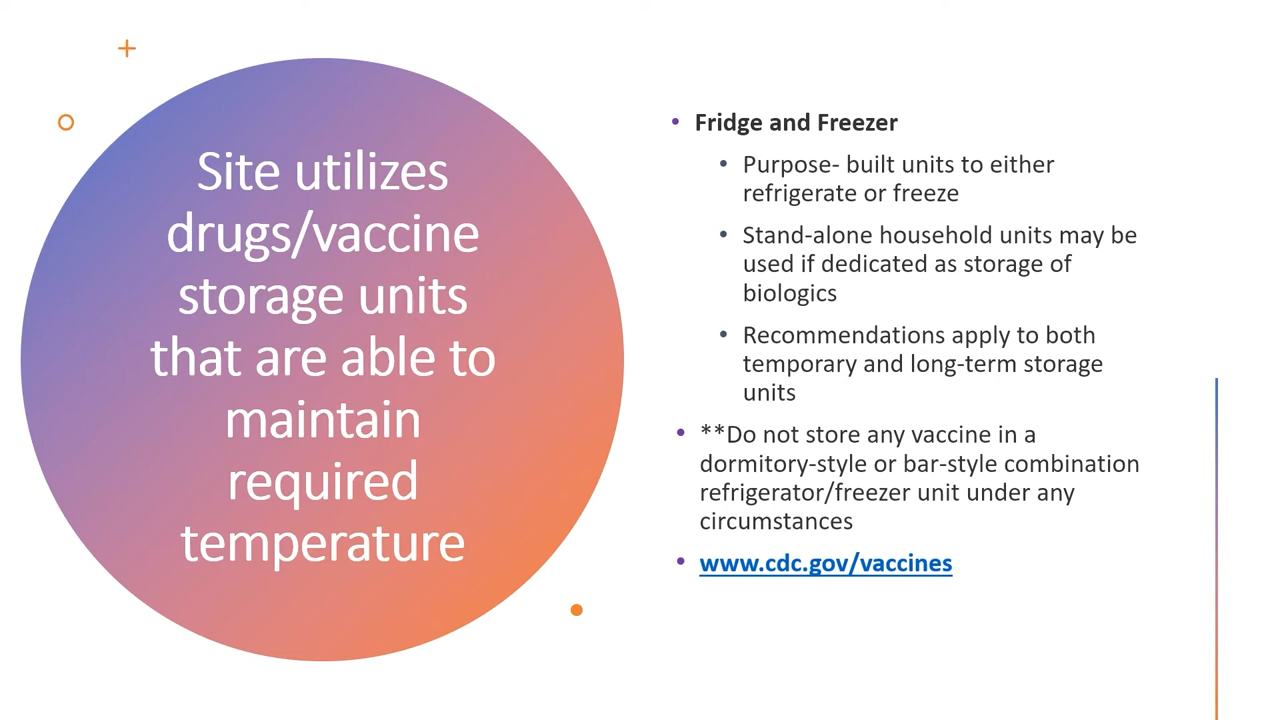 Site utilizes
drugs/vaccine
storage units
that are able to
maintain
required
temperature
• Fridge and Freezer
• Purpose- built units to either
refrigerate or freeze
• Stand-alone household units may be
used if dedicated as storage of
biologics
• Recommendations apply to both
temporary and long-term storage
units
• **Do not store any vaccine in a
dormitory-style or bar-style combination
refrigerator/freezer unit under any
circumstances
• www.cdc.gov/vaccines